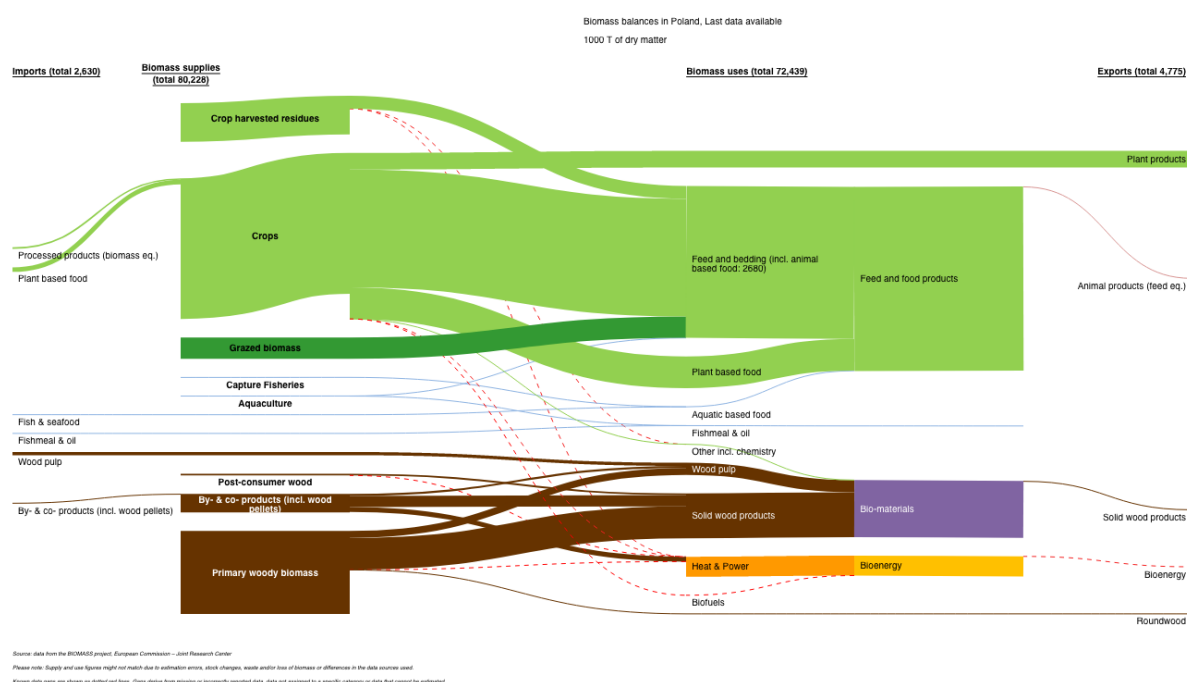 Biomass balances in Poland, Last data available
1000 T of dry matter
Imports (total 2,630)
Biomass supplies
(total 80,228)
Biomass uses (total 72,439)
Exports (total 4,775)
Crop harvested residues
Plant products
Crops
Processed products (biomass eq.)
Plant based food
Feed and bedding (incl. animal
based food: 2680)
Feed and food products
Animal products (feed eq.)
Grazed biomass
Plant based food
Capture Fisheries
Aquaculture
Aquatic based food
Fish & seafood
Fishmeal & oil
Fishmeal & oil
Other incl. chemistry
Wood pulp
Wood pulp
Post-consumer wood
By- & co- products (incl. wood
pellets)
By- & co- products (incl. wood pellets)
Solid wood products
Bio-materials
Solid wood products
Primary woody biomass
Heat & Power
Bioenergy
Bioenergy
Biofuels
Roundwood
Source: data from the BIOMASS project, European Commission – Joint Research Center
Please note: Supply and use figures might not match due to estimation errors, stock changes, waste and/or loss of biomass or differences in the data sources used.